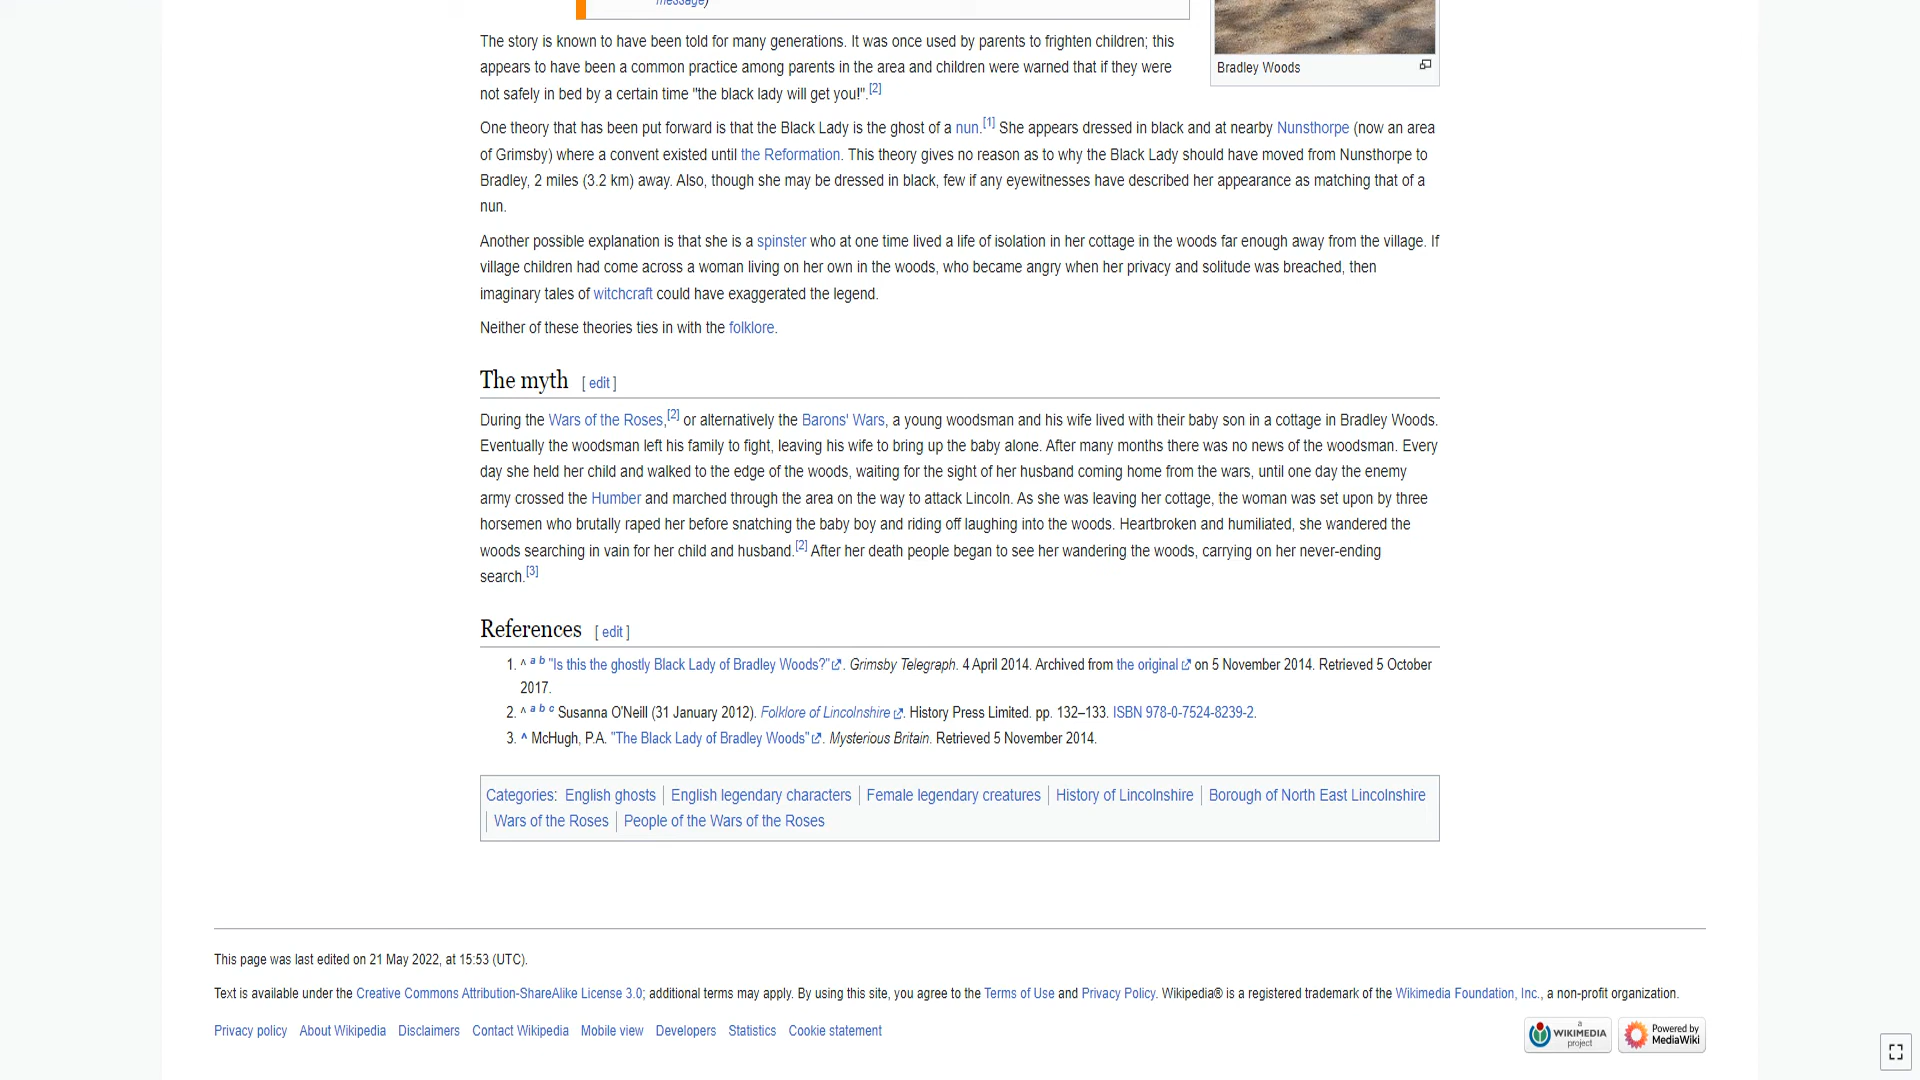 message)
The story is known to have been told for many generations. It was once used by parents to frighten children; this
appears to have been a common practice among parents in the area and children were warned that if they were
not safely in bed by a certain time "the black lady will get you!".[2]
Bradley Woods
One theory that has been put forward is that the Black Lady is the ghost of a nun.[1] She appears dressed in black and at nearby Nunsthorpe (now an area
of Grimsby) where a convent existed until the Reformation. This theory gives no reason as to why the Black Lady should have moved from Nunsthorpe to
Bradley, 2 miles (3.2 km) away. Also, though she may be dressed in black, few if any eyewitnesses have described her appearance as matching that of a
nun.
Another possible explanation is that she is a spinster who at one time lived a life of isolation in her cottage in the woods far enough away from the village. If
village children had come across a woman living on her own in the woods, who became angry when her privacy and solitude was breached, then
imaginary tales of witchcraft could have exaggerated the legend.
Neither of these theories ties in with the folklore.
The myth [ edit ]
During the Wars of the Roses,[2] or alternatively the Barons' Wars, a young woodsman and his wife lived with their baby son in a cottage in Bradley Woods.
Eventually the woodsman left his family to fight, leaving his wife to bring up the baby alone. After many months there was no news of the woodsman. Every
day she held her child and walked to the edge of the woods, waiting for the sight of her husband coming home from the wars, until one day the enemy
army crossed the Humber and marched through the area on the way to attack Lincoln. As she was leaving her cottage, the woman was set upon by three
horsemen who brutally raped her before snatching the baby boy and riding off laughing into the woods. Heartbroken and humiliated, she wandered the
woods searching in vain for her child and husband.[2] After her death people began to see her wandering the woods, carrying on her never-ending
search.[3]
References [ edit ]
1. ^ a b "Is this the ghostly Black Lady of Bradley Woods?". Grimsby Telegraph. 4 April 2014. Archived from the original on 5 November 2014. Retrieved 5 October
2017.
2. ^ a b c Susanna O'Neill (31 January 2012). Folklore of Lincolnshire. History Press Limited. pp. 132–133. ISBN 978-0-7524-8239-2.
3. ^ McHugh, P.A. "The Black Lady of Bradley Woods". Mysterious Britain. Retrieved 5 November 2014.
Categories: English ghosts | English legendary characters | Female legendary creatures | History of Lincolnshire | Borough of North East Lincolnshire
| Wars of the Roses | People of the Wars of the Roses
This page was last edited on 21 May 2022, at 15:53 (UTC).
Text is available under the Creative Commons Attribution-ShareAlike License 3.0; additional terms may apply. By using this site, you agree to the Terms of Use and Privacy Policy. Wikipedia® is a registered trademark of the Wikimedia Foundation, Inc., a non-profit organization.
Privacy policy About Wikipedia Disclaimers Contact Wikipedia Mobile view Developers Statistics Cookie statement
a
WIKIMEDIA
project
Powered by
MediaWiki